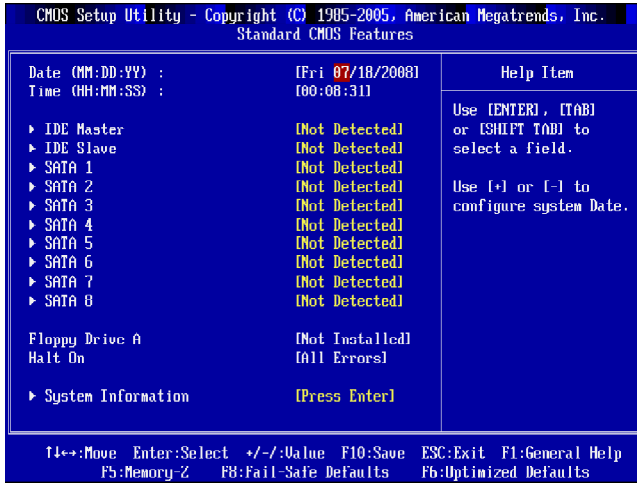 CMOS Setup Utility - Copyright (C) 1985-2005, American Megatrends, Inc.
Standard CMOS Features
Date (MM:DD:YY) : [Fri 07/18/2008]
Time (HH:MM:SS) : [00:08:31]
▶ IDE Master [Not Detected]
▶ IDE Slave [Not Detected]
▶ SATA 1 [Not Detected]
▶ SATA 2 [Not Detected]
▶ SATA 3 [Not Detected]
▶ SATA 4 [Not Detected]
▶ SATA 5 [Not Detected]
▶ SATA 6 [Not Detected]
▶ SATA 7 [Not Detected]
▶ SATA 8 [Not Detected]
Floppy Drive A [Not Installed]
Halt On [All Errors]
▶ System Information [Press Enter]
Help Item
Use [ENTER], [TAB]
or [SHIFT TAB] to
select a field.
Use [+] or [-] to
configure system Date.
↑↓←→:Move Enter:Select +/-/:Value F10:Save ESC:Exit F1:General Help
F5:Memory-Z F8:Fail-Safe Defaults F6:Optimized Defaults